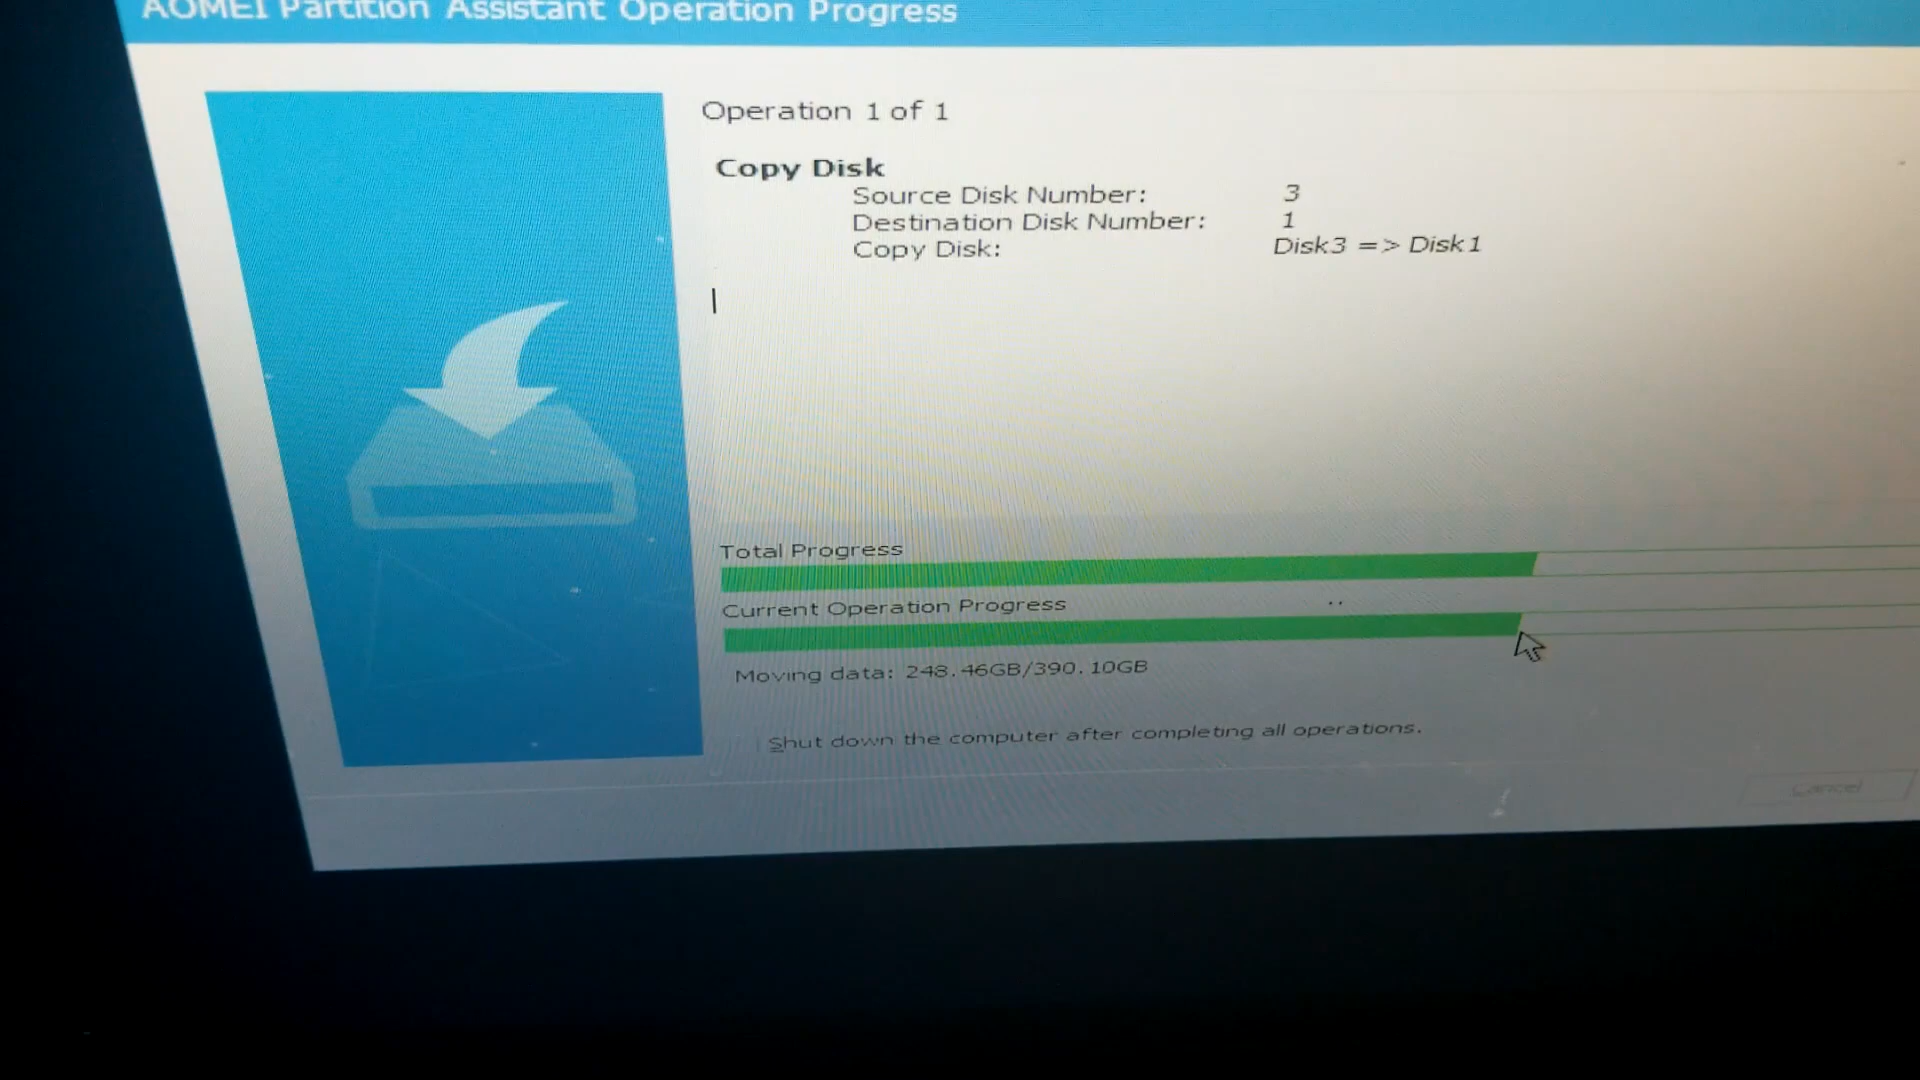 AOMEI Partition Assistant Operation Progress
Operation 1 of 1
Copy Disk
Source Disk Number: 3
Destination Disk Number: 1
Copy Disk: Disk3 => Disk1
Total Progress
Current Operation Progress
Moving data: 248.46GB/390.10GB
Shut down the computer after completing all operations.
Cancel